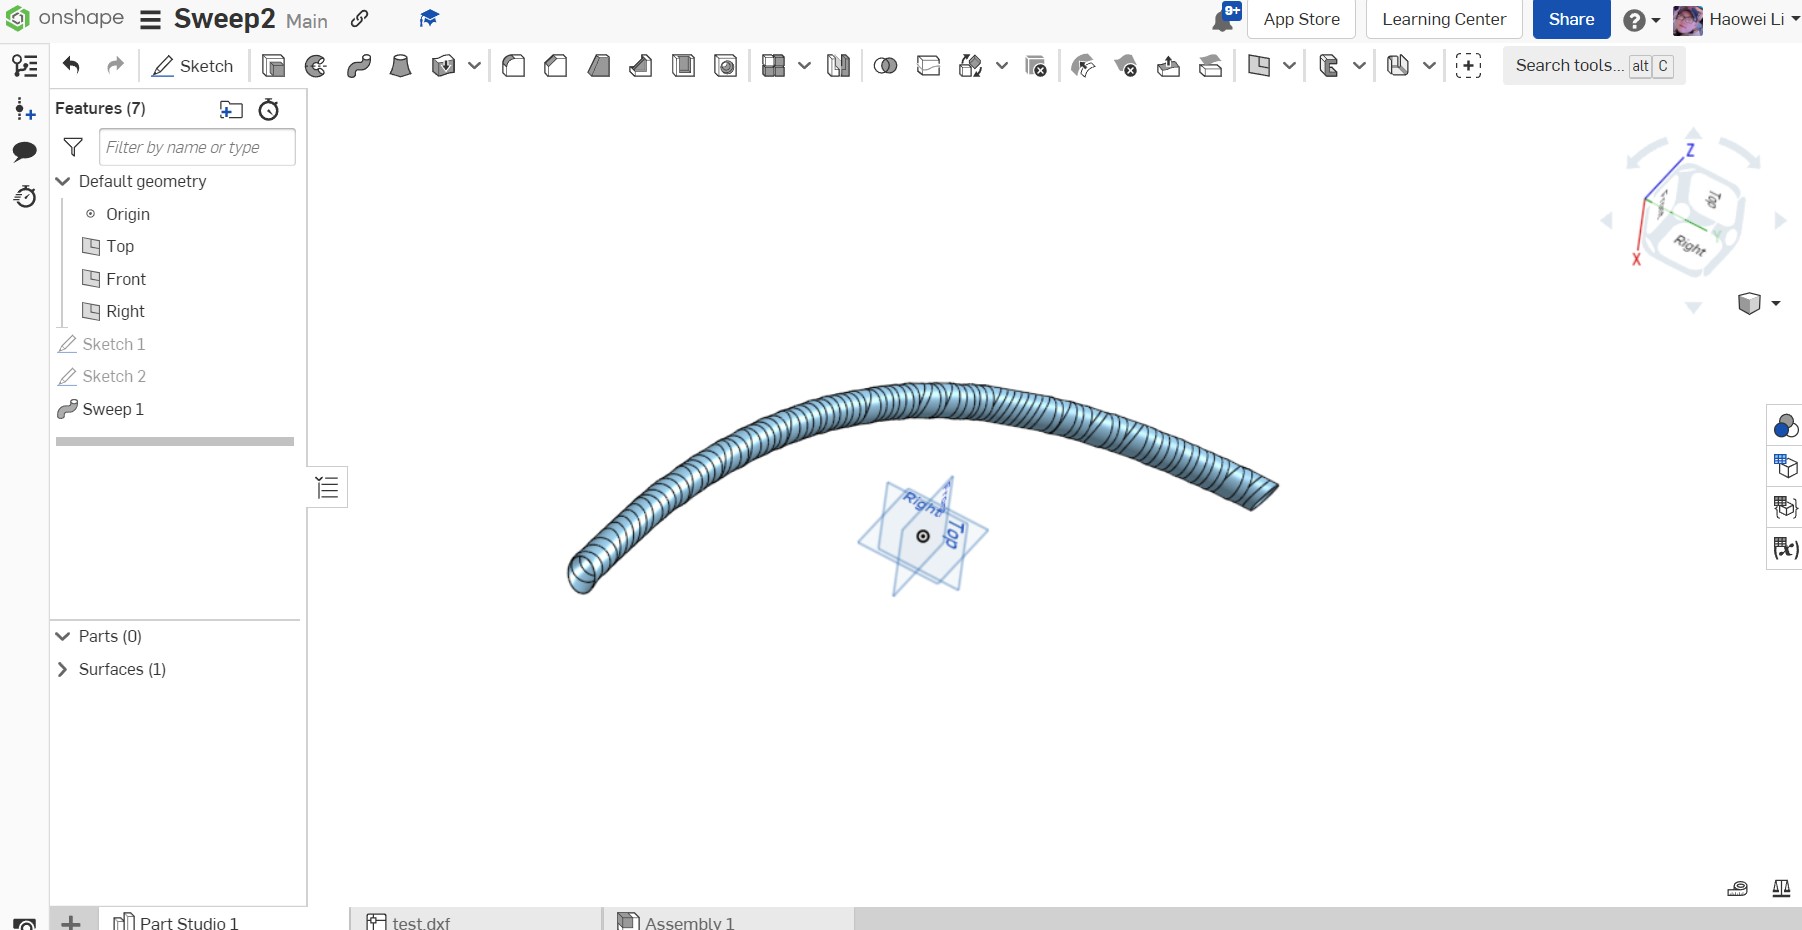 onshape Sweep2 Main 9+ App Store Learning Center Share ? Haowei Li
Sketch Search tools... alt C
Features (7)
Filter by name or type
Default geometry
Origin
Top
Front
Right
Sketch 1
Sketch 2
Sweep 1
Z
Top
Right
X
Right
Top
(x)
Parts (0)
Surfaces (1)
Part Studio 1 test.dxf Assembly 1